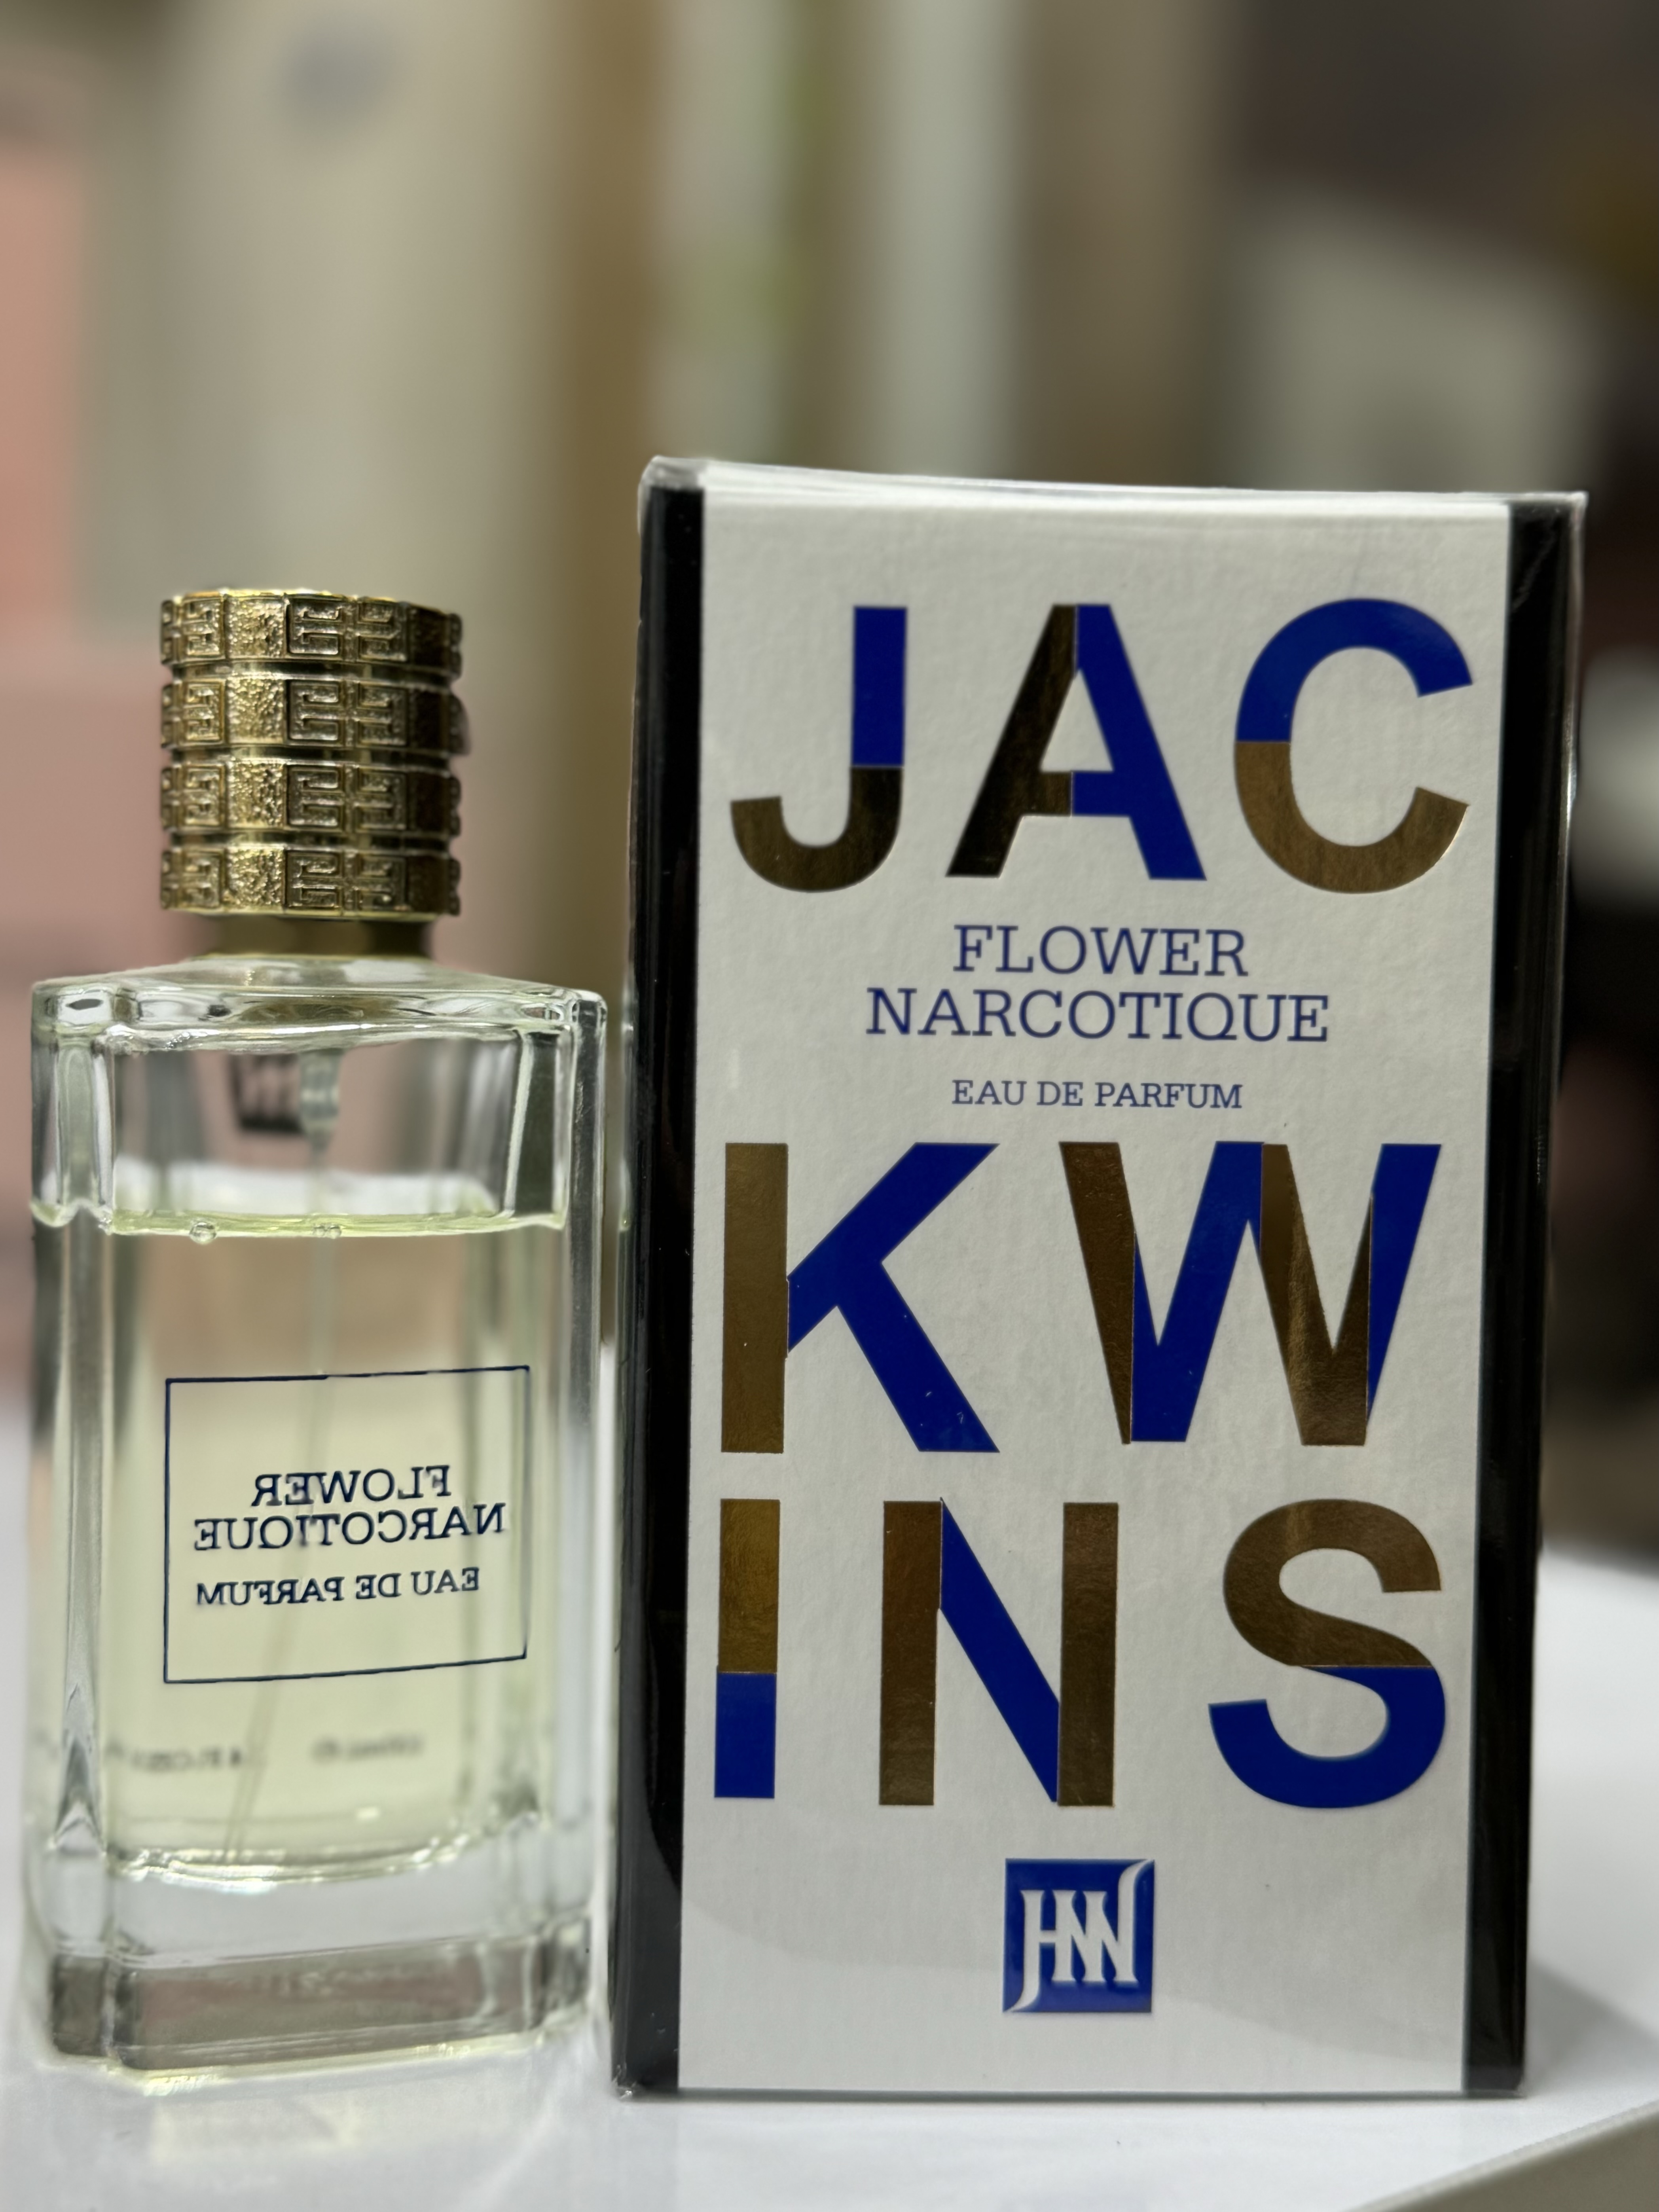 FLOWER
NARCOTIQUE
EAU DE PARFUM
JAC
FLOWER
NARCOTIQUE
EAU DE PARFUM
KW
INS